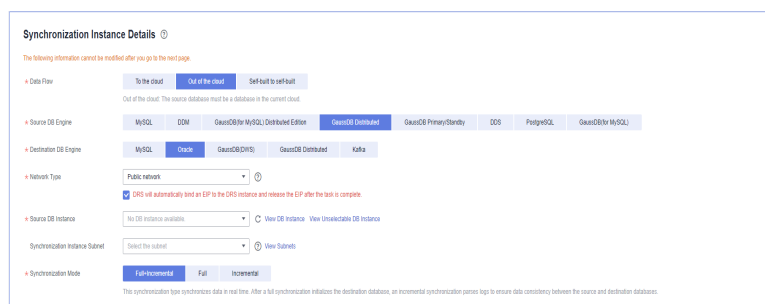 Synchronization Instance Details ?
The following information cannot be modified after you go to the next page.
* Data Flow To the cloud Out of the cloud Self-built to self-built
Out of the cloud: The source database must be a database in the current cloud.
* Source DB Engine MySQL DDM GaussDB(for MySQL) Distributed Edition GaussDB Distributed GaussDB Primary/Standby DDS PostgreSQL GaussDB(for MySQL)
* Destination DB Engine MySQL Oracle GaussDB(DWS) GaussDB Distributed Kafka
* Network Type Public network ?
DRS will automatically bind an EIP to the DRS instance and release the EIP after the task is complete.
* Source DB Instance No DB instance available. View DB Instance View Unselectable DB Instance
Synchronization Instance Subnet Select the subnet ? View Subnets
* Synchronization Mode Full+Incremental Full Incremental
This synchronization type synchronizes data in real time. After a full synchronization initializes the destination database, an incremental synchronization parses logs to ensure data consistency between the source and destination databases.